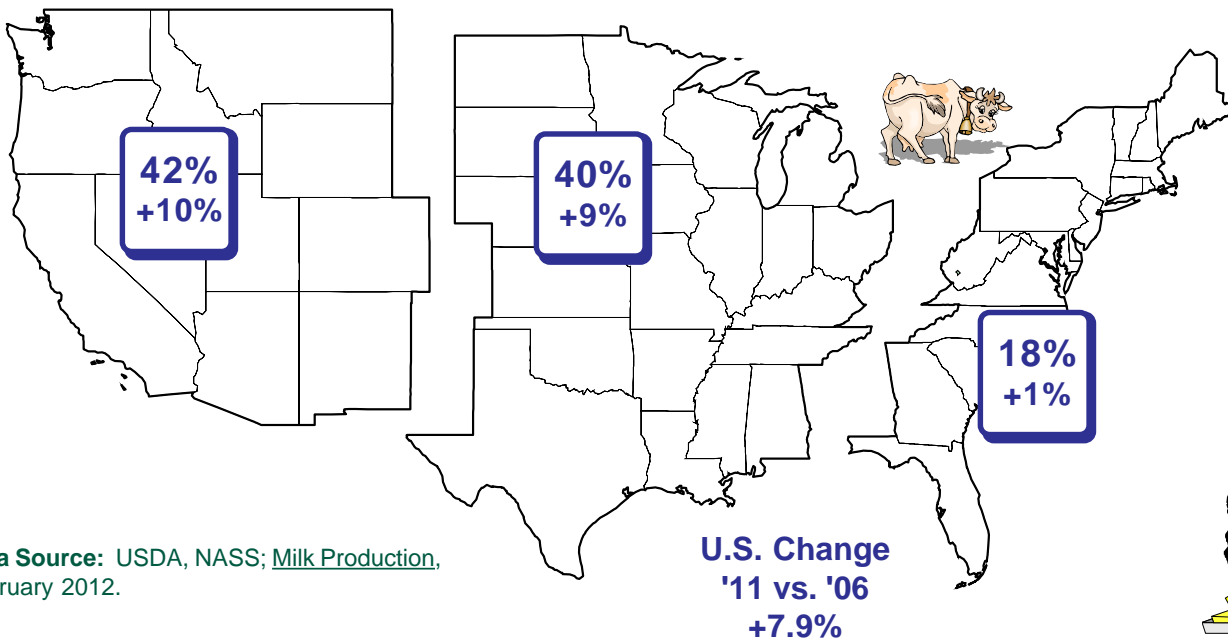 42%
+10%
40%
+9%
18%
+1%
a Source: USDA, NASS; Milk Production,
ruary 2012.
U.S. Change
'11 vs. '06
+7.9%